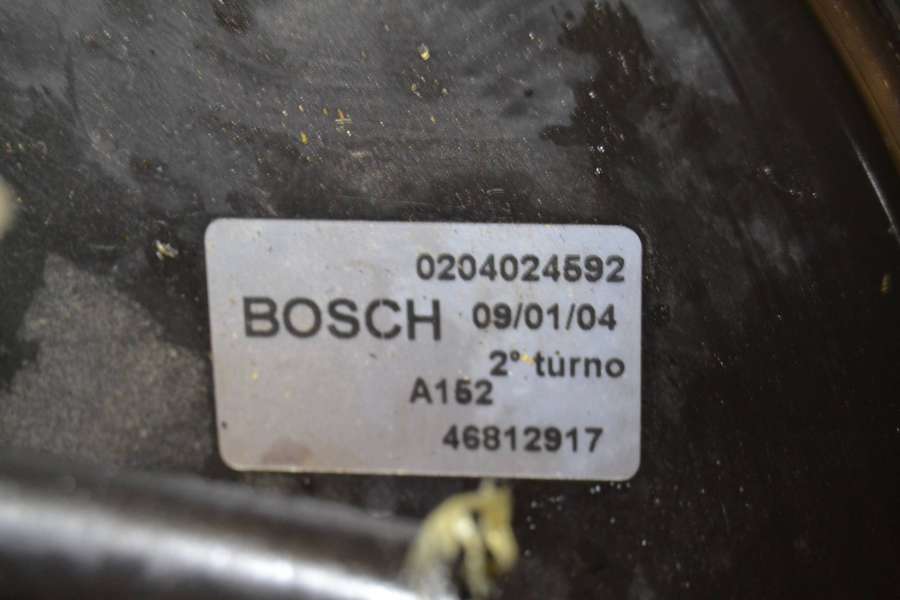 0204024592
BOSCH 09/01/04
2° turno
A152
46812917